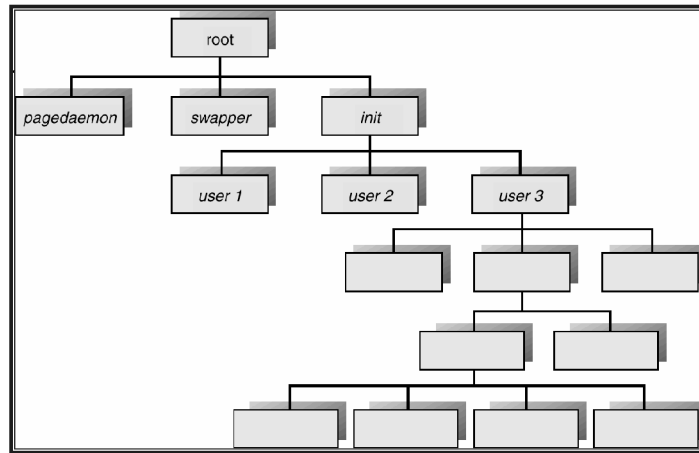 root
pagedaemon swapper init
user 1 user 2 user 3